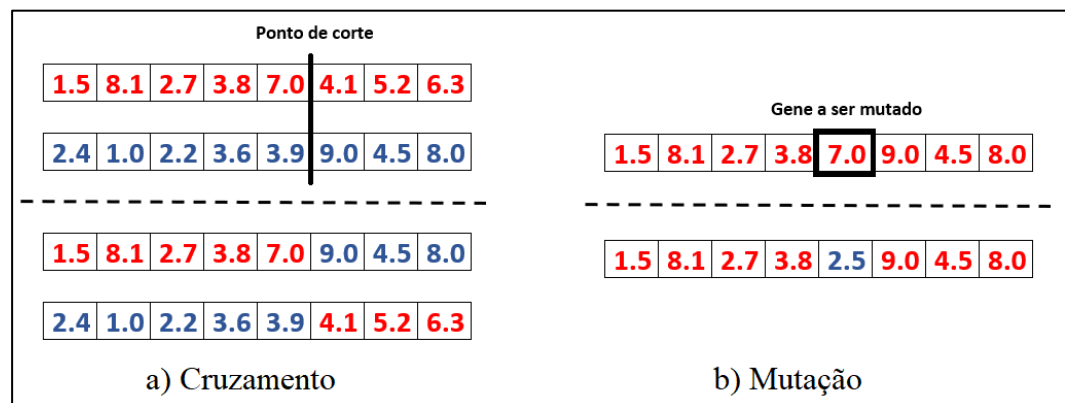 Ponto de corte
1.5 8.1 2.7 3.8 7.0 4.1 5.2 6.3
2.4 1.0 2.2 3.6 3.9 9.0 4.5 8.0
1.5 8.1 2.7 3.8 7.0 9.0 4.5 8.0
2.4 1.0 2.2 3.6 3.9 4.1 5.2 6.3
a) Cruzamento
Gene a ser mutado
1.5 8.1 2.7 3.8 7.0 9.0 4.5 8.0
1.5 8.1 2.7 3.8 2.5 9.0 4.5 8.0
b) Mutação